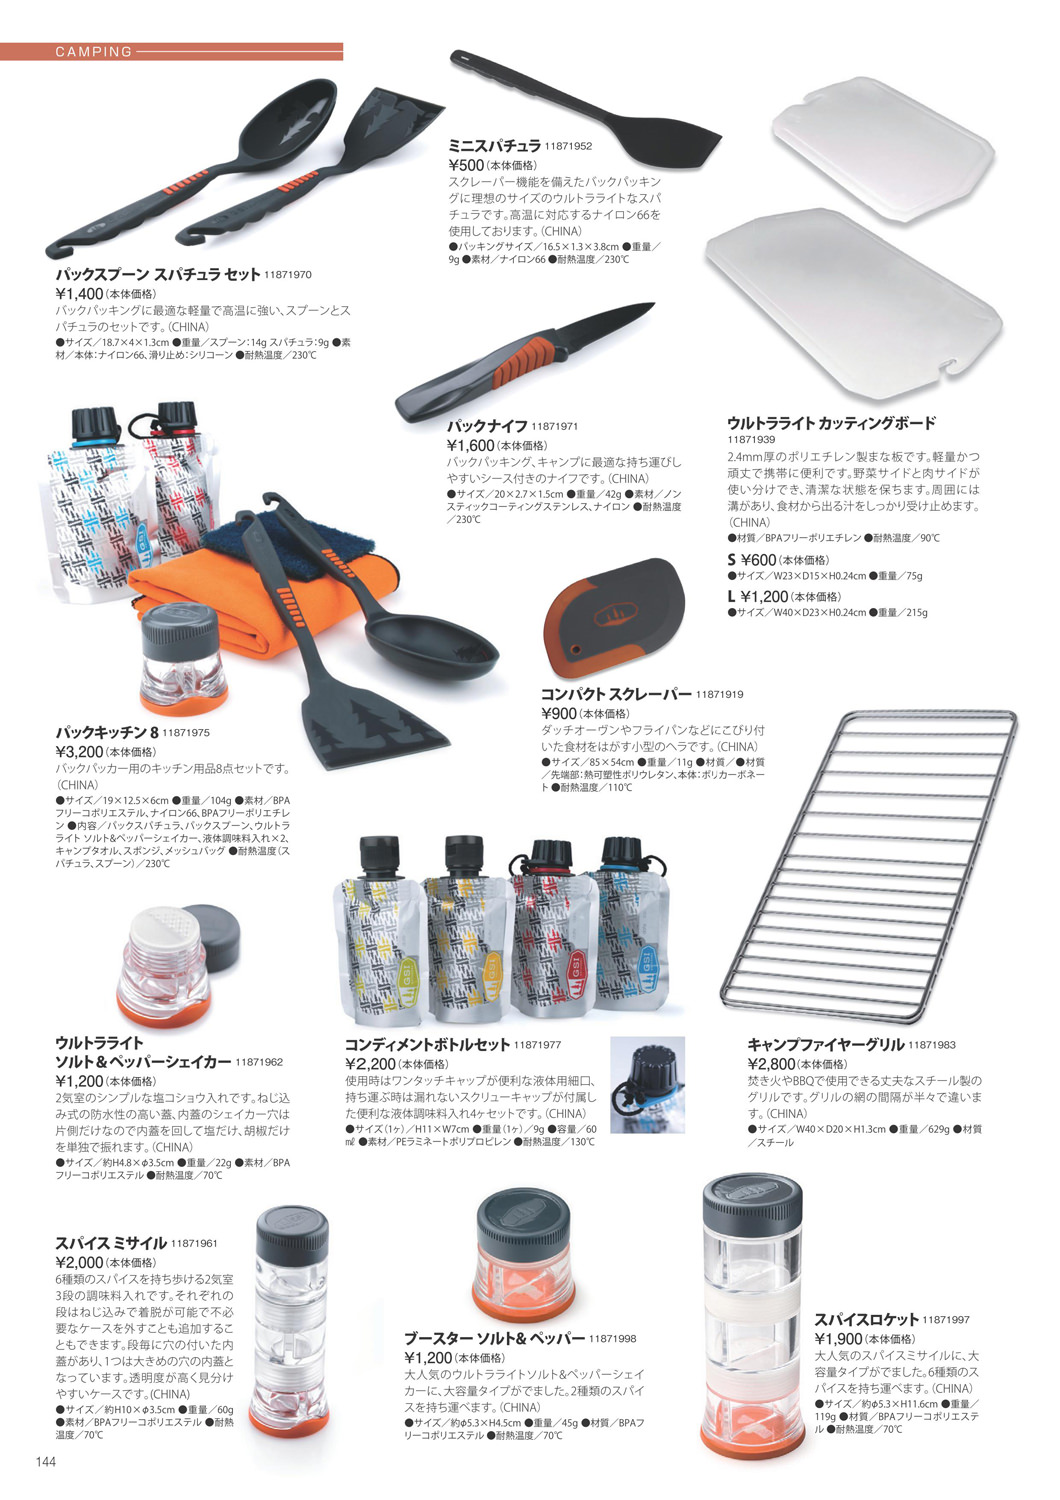 CAMPING
ミニスパチュラ 11871952
¥500（本体価格）
スクレーパー機能を備えたバックパッキン
グに理想のサイズのウルトラライトなスパ
チュラです。高温に対応するナイロン66を
使用しております。（CHINA）
●パッキングサイズ／16.5×1.3×3.8cm ●重量／
9g ●素材／ナイロン66 ●耐熱温度／230℃
パックスプーン スパチュラ セット 11871970
¥1,400（本体価格）
バックパッキングに最適な軽量で高温に強い、スプーンとス
パチュラのセットです。（CHINA）
●サイズ／18.7×4×1.3cm ●重量／スプーン：14g スパチュラ：9g ●素
材／本体：ナイロン66、滑り止め：シリコーン ●耐熱温度／230℃
パックナイフ 11871971
¥1,600（本体価格）
バックパッキング、キャンプに最適な持ち運びし
やすいシース付きのナイフです。（CHINA）
●サイズ／20×2.7×1.5cm ●重量／42g ●素材／ノン
スティックコーティングステンレス、ナイロン ●耐熱温度
／230℃
ウルトラライト カッティングボード
11871939
2.4mm厚のポリエチレン製まな板です。軽量かつ
頑丈で携帯に便利です。野菜サイドと肉サイドが
使い分けでき、清潔な状態を保ちます。周囲には
溝があり、食材から出る汁をしっかり受け止めます。
（CHINA）
●材質／BPAフリーポリエチレン ●耐熱温度／90℃
S ¥600（本体価格）
●サイズ／W23×D15×H0.24cm ●重量／75g
L ¥1,200（本体価格）
●サイズ／W40×D23×H0.24cm ●重量／215g
コンパクト スクレーパー 11871919
¥900（本体価格）
ダッチオーヴンやフライパンなどにこびり付
いた食材をはがす小型のヘラです。（CHINA）
●サイズ／85×54cm ●重量／11g ●材質／●材質
／先端部：熱可塑性ポリウレタン、本体：ポリカーボネー
ト ●耐熱温度／110℃
パックキッチン 8 11871975
¥3,200（本体価格）
バックパッカー用のキッチン用品8点セットです。
（CHINA）
●サイズ／19×12.5×6cm ●重量／104g ●素材／BPA
フリーコポリエステル、ナイロン66、BPAフリーポリエチレ
ン ●内容／パックスパチュラ、パックスプーン、ウルトラ
ライト ソルト&ペッパーシェイカー、液体調味料入れ×2、
キャンプタオル、スポンジ、メッシュバッグ ●耐熱温度（ス
パチュラ、スプーン）／230℃
GSI
GSI
GSI
GSI
GSI
ウルトラライト
ソルト＆ペッパーシェイカー 11871962
¥1,200（本体価格）
2気室のシンプルな塩コショウ入れです。ねじ込
み式の防水性の高い蓋、内蓋のシェイカー穴は
片側だけなので内蓋を回して塩だけ、胡椒だけ
を単独で振れます。（CHINA）
●サイズ／約H4.8×φ3.5cm ●重量／22g ●素材／BPA
フリーコポリエステル ●耐熱温度／70℃
コンディメントボトルセット 11871977
¥2,200（本体価格）
使用時はワンタッチキャップが便利な液体用細口、
持ち運ぶ時は漏れないスクリューキャップが付属し
た便利な液体調味料入れ4ヶセットです。（CHINA）
●サイズ（1ヶ）／H11×W7cm ●重量（1ヶ）／9g ●容量／60
㎖ ●素材／PEラミネートポリプロピレン ●耐熱温度／130℃
キャンプファイヤーグリル 11871983
¥2,800（本体価格）
焚き火やBBQで使用できる丈夫なスチール製の
グリルです。グリルの網の間隔が半々で違いま
す。（CHINA）
●サイズ／W40×D20×H1.3cm ●重量／629g ●材質
／スチール
スパイス ミサイル 11871961
¥2,000（本体価格）
6種類のスパイスを持ち歩ける2気室
3段の調味料入れです。それぞれの
段はねじ込みで着脱が可能で不必
要なケースを外すことも追加するこ
ともできます。段毎に穴の付いた内
蓋があり、1つは大きめの穴の内蓋と
なっています。透明度が高く見分け
やすいケースです。(CHINA)
●サイズ／約H10×φ3.5cm ●重量／60g
●素材／BPAフリーコポリエステル ●耐熱
温度／70℃
ブースター ソルト& ペッパー 11871998
¥1,200（本体価格）
大人気のウルトラライトソルト&ペッパーシェイ
カーに、大容量タイプがでました。2種類のスパイ
スを持ち運べます。（CHINA）
●サイズ／約φ5.3×H4.5cm ●重量／45g ●材質／BPAフ
リーコポリエステル ●耐熱温度／70℃
スパイスロケット 11871997
¥1,900（本体価格）
大人気のスパイスミサイルに、大
容量タイプがでました。6種類のス
パイスを持ち運べます。（CHINA）
●サイズ／約φ5.3×H11.6cm ●重量／
119g ●材質／BPAフリーコポリエステ
ル ●耐熱温度／70℃
144